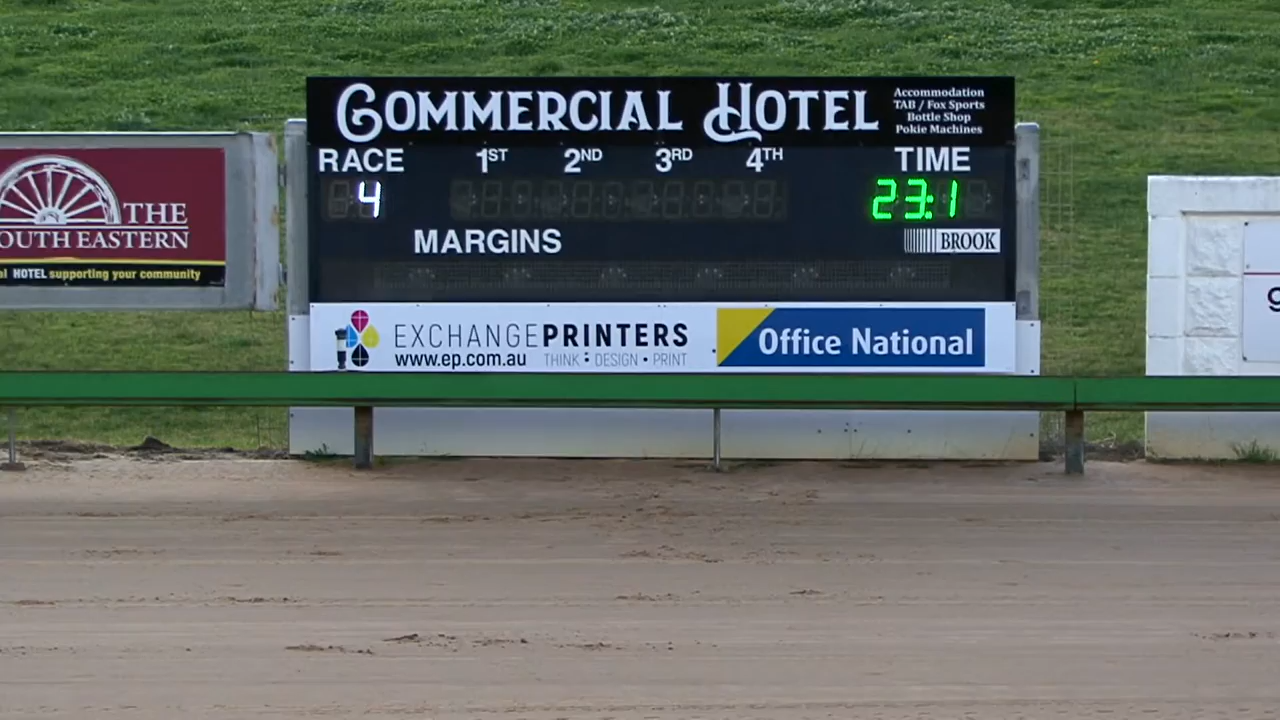 COMMERCIAL HOTEL
Accommodation
TAB / Fox Sports
Bottle Shop
Pokie Machines
RACE 1ST 2ND 3RD 4TH TIME
4 23:1
MARGINS
BROOK
THE
OUTH EASTERN
HOTEL supporting your community
EXCHANGEPRINTERS
www.ep.com.au THINK : DESIGN • PRINT
Office National